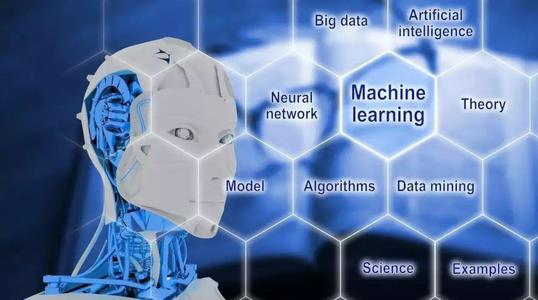 Big data
Artificial
intelligence
Neural
network
Machine
learning
Theory
Model
Algorithms
Data mining
Science
Examples